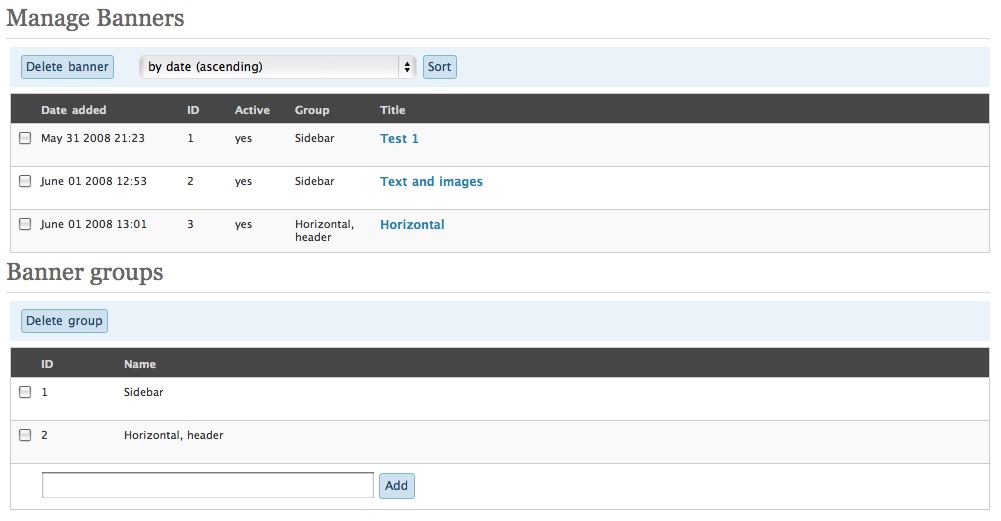 Manage Banners
Delete banner by date (ascending) Sort
Date added ID Active Group Title
May 31 2008 21:23 1 yes Sidebar Test 1
June 01 2008 12:53 2 yes Sidebar Text and images
June 01 2008 13:01 3 yes Horizontal, Horizontal
header
Banner groups
Delete group
ID Name
1 Sidebar
2 Horizontal, header
Add